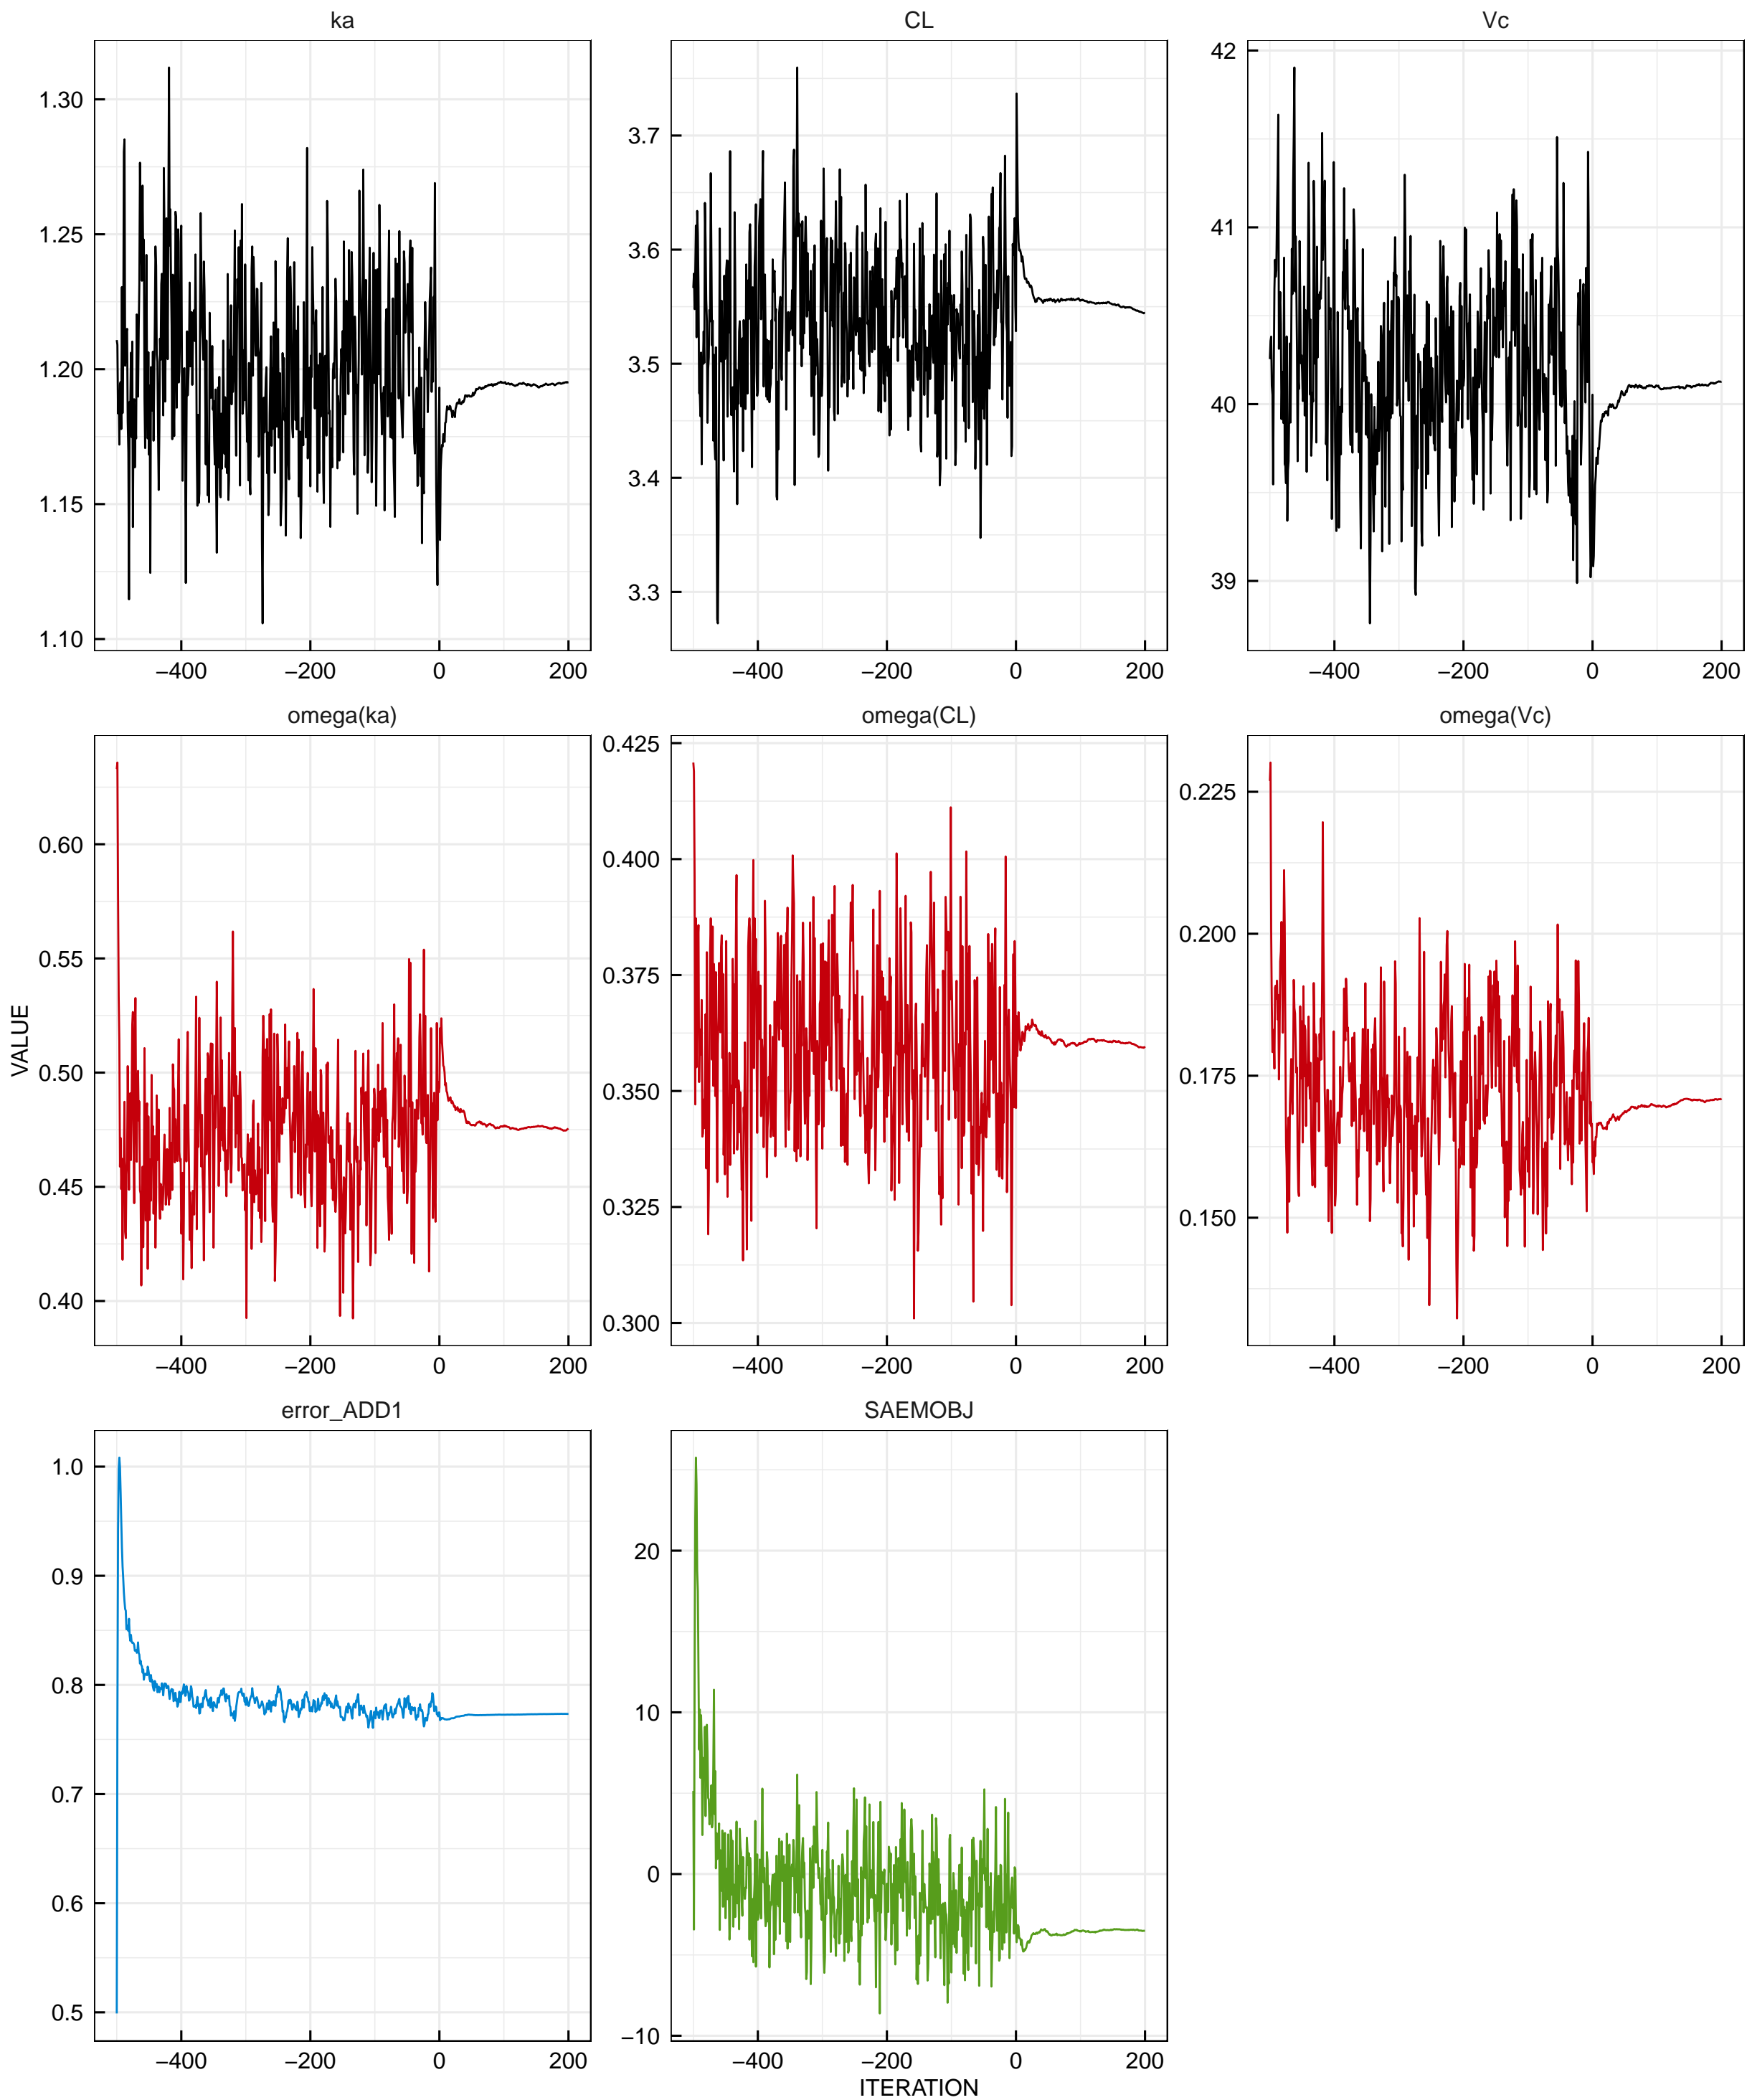 ka CL Vc
1.30 3.7 42
1.25 3.6 41
1.20 3.5 40
1.15 3.4 39
1.10 3.3
−400 −200 0 200 −400 −200 0 200 −400 −200 0 200
omega(ka) omega(CL) omega(Vc)
0.60 0.425 0.225
0.55 0.400 0.200
0.50 0.375 0.175
0.45 0.350 0.150
0.40 0.325
0.300
−400 −200 0 200 −400 −200 0 200 −400 −200 0 200
VALUE
error_ADD1 SAEMOBJ
1.0 20
0.9 10
0.8 0
0.7 −10
0.6
0.5
−400 −200 0 200 −400 −200 0 200
ITERATION